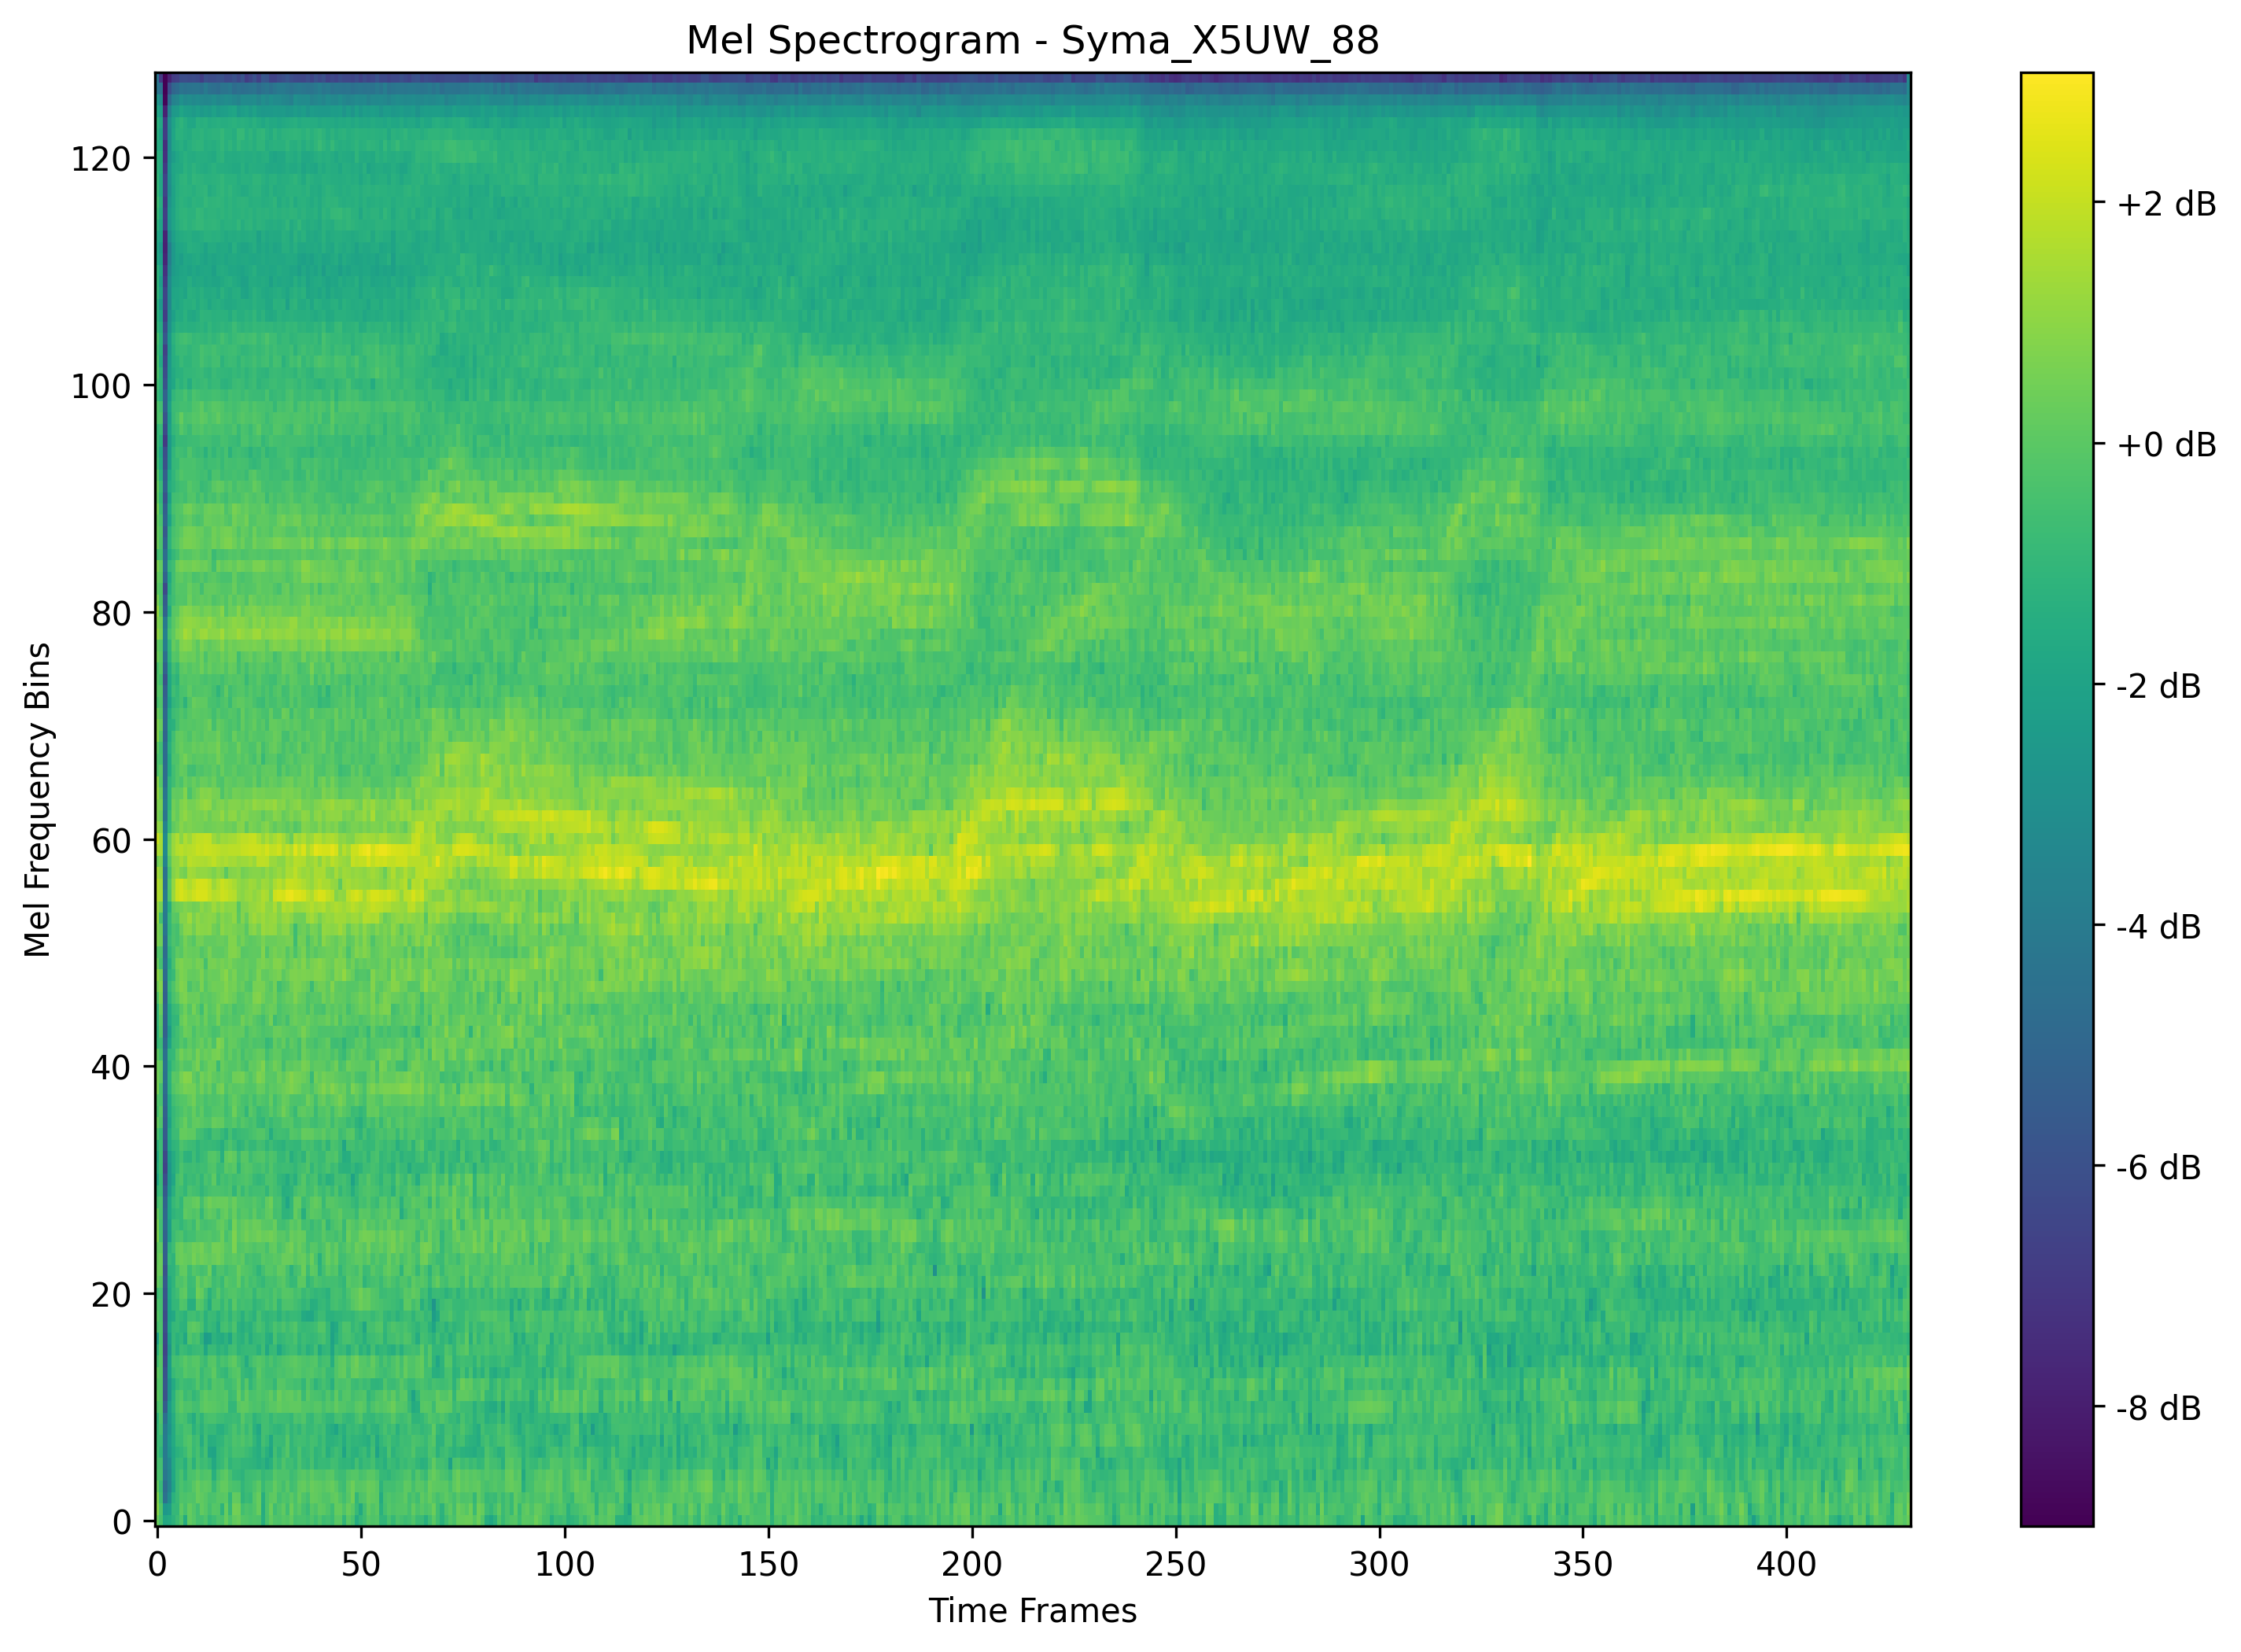 Mel Spectrogram - Syma_X5UW_88
Mel Frequency Bins
120
100
80
60
40
20
0
0 50 100 150 200 250 300 350 400
Time Frames
+2 dB
+0 dB
-2 dB
-4 dB
-6 dB
-8 dB